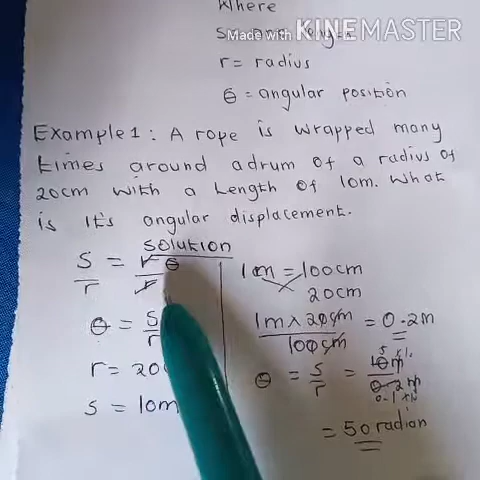 Where
Made with KINEMASTER
r = radius
θ = angular position
Example 1: A rope is wrapped many
times around a drum of a radius of
20cm with a Length of 10m. What
is it's angular displacement.
Solution
S/r = rθ/r
θ = S/r
r = 20
S = 10m
1m = 100cm
20cm
1m x 20cm / 100cm = 0.2m
θ = S/r = 10m / 0.2m
= 50 radian